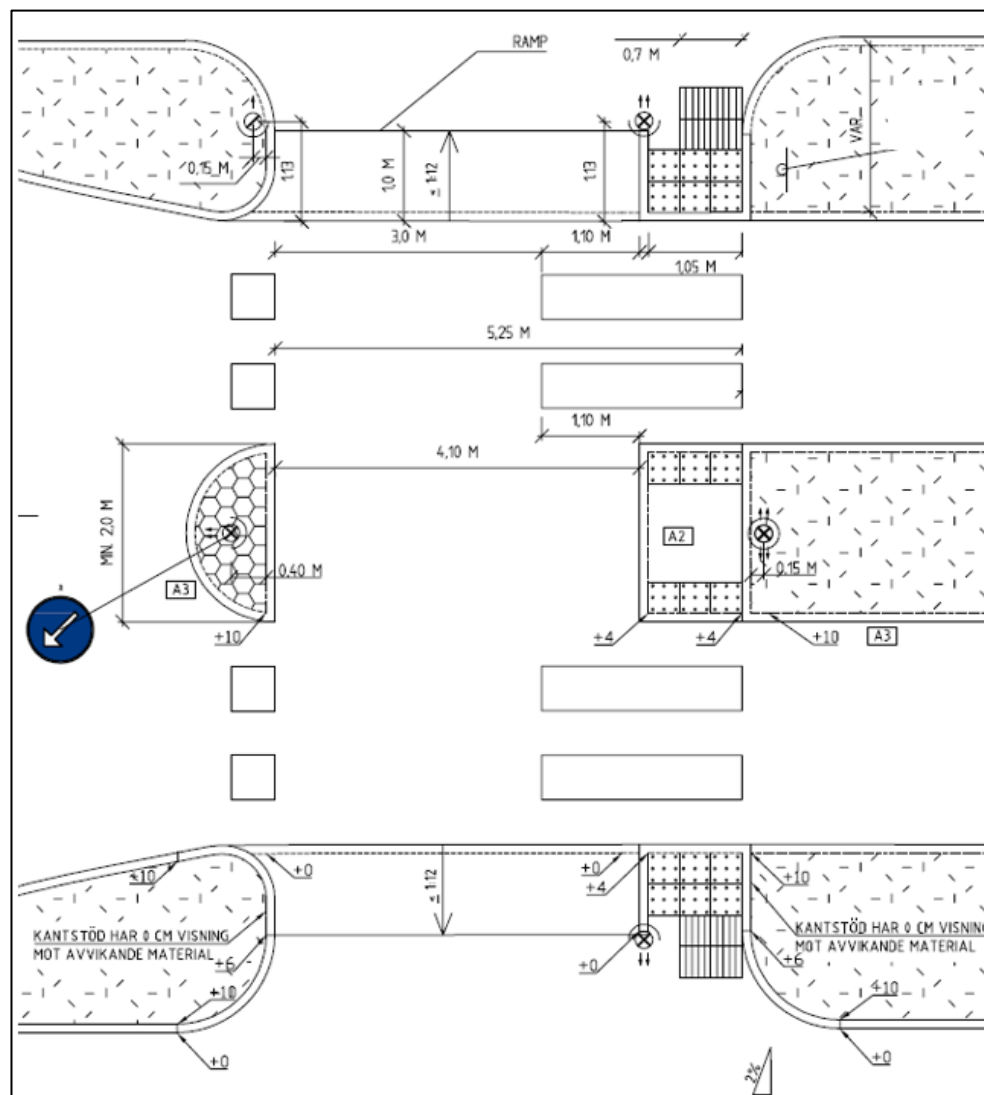 RAMP
0,7 M
VAR.
0,15 M
1.13
1,0 M
≤ 1:12
1.13
3,0 M
1,10 M
1,05 M
5,25 M
1,10 M
4,10 M
MIN. 2,0 M
A2
0.40 M
0.15 M
A3
+10
+4
+4
+10
A3
+10
+0
≤ 1:12
+0
+4
+10
KANTSTÖD HAR 0 CM VISNING
MOT AVVIKANDE MATERIAL
KANTSTÖD HAR 0 CM VISNING
MOT AVVIKANDE MATERIAL
+6
+0
+6
+10
+10
+0
+0
2%